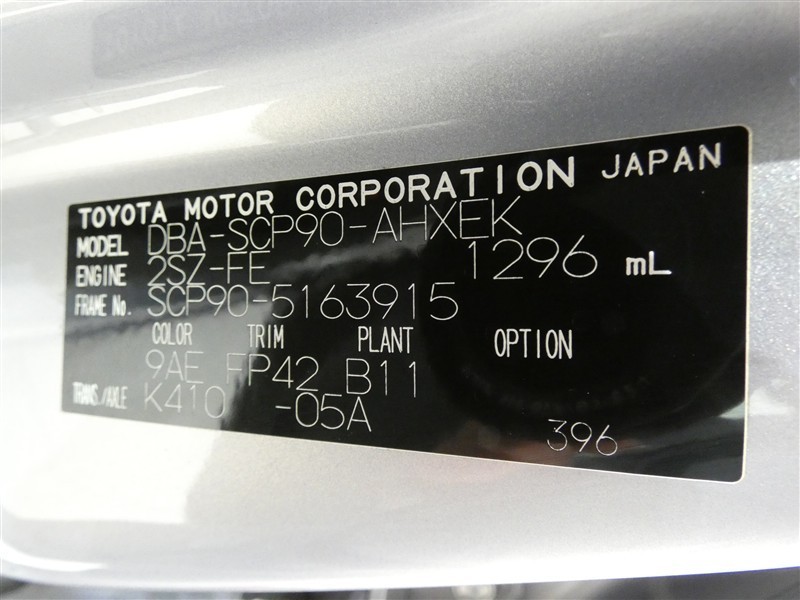 TOYOTA MOTOR CORPORATION JAPAN
MODEL DBA-SCP90-AHXEK
ENGINE 2SZ-FE 1296 mL
FRAME No. SCP90-5163915
COLOR TRIM PLANT OPTION
9AE FP42 B11
TRANS./AXLE K410 -05A
396